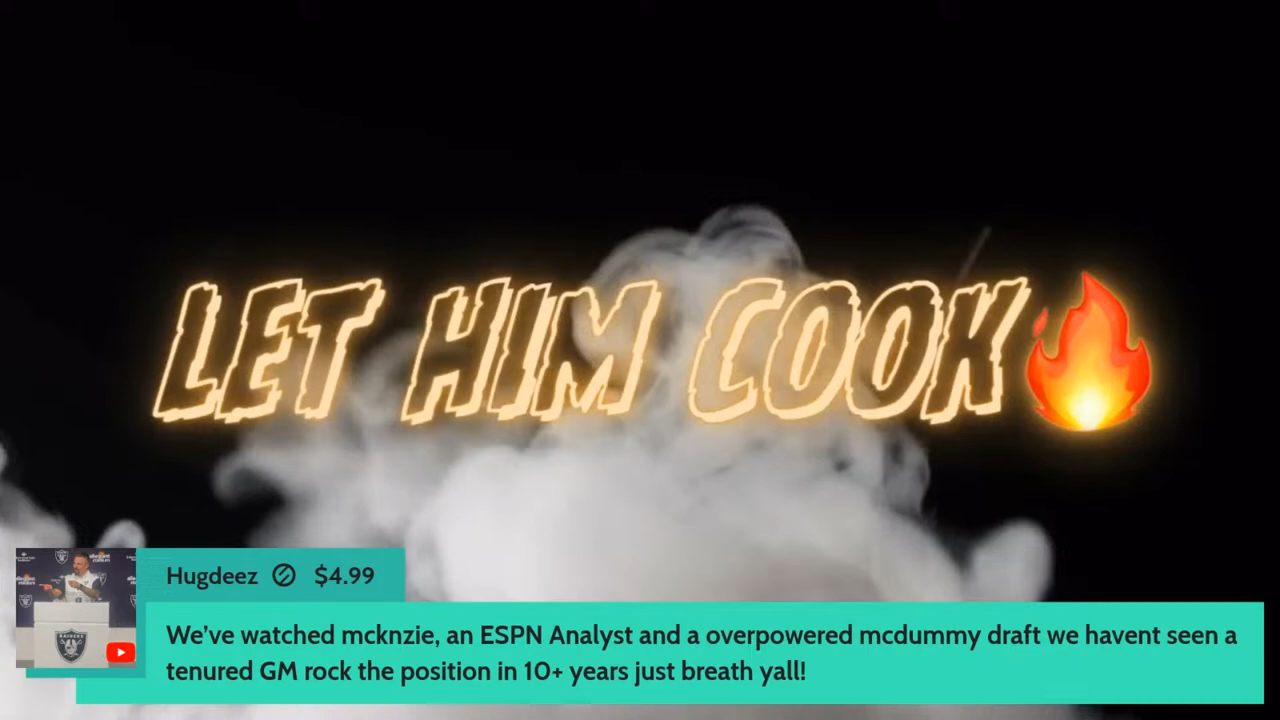 LET HIM COOK🔥
Hugdeez $4.99
We've watched mcknzie, an ESPN Analyst and a overpowered mcdummy draft we havent seen a
tenured GM rock the position in 10+ years just breath yall!
RAIDERS